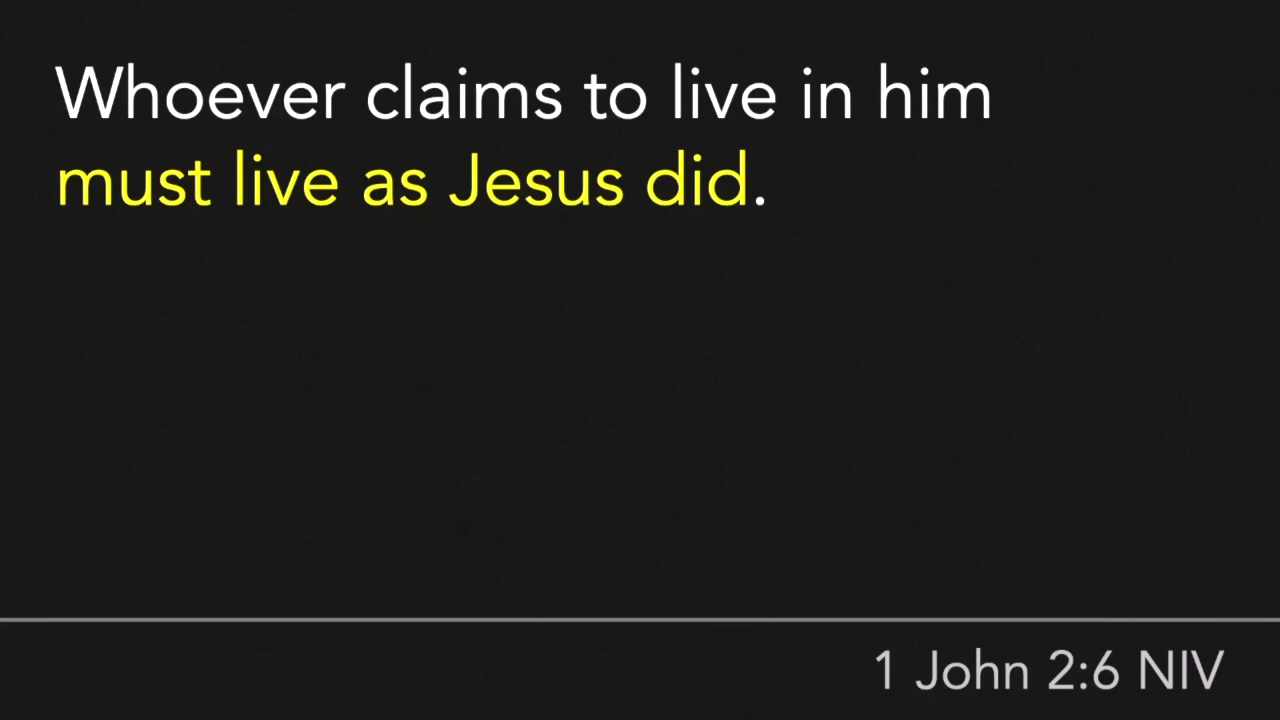 Whoever claims to live in him
must live as Jesus did.
1 John 2:6 NIV